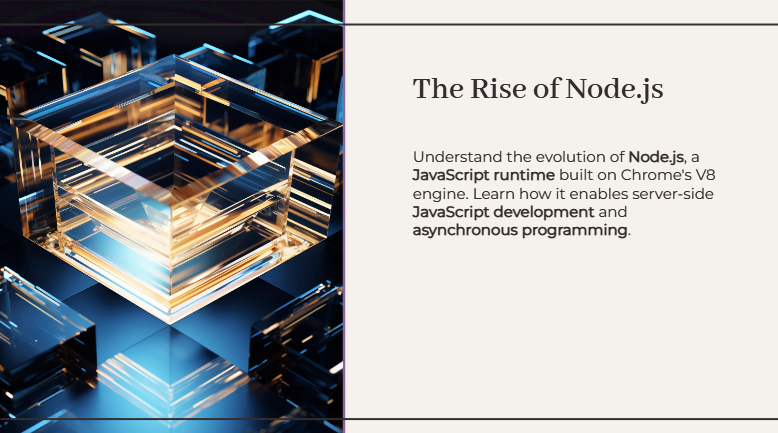 The Rise of Node.js
Understand the evolution of Node.js, a
JavaScript runtime built on Chrome's V8
engine. Learn how it enables server-side
JavaScript development and
asynchronous programming.